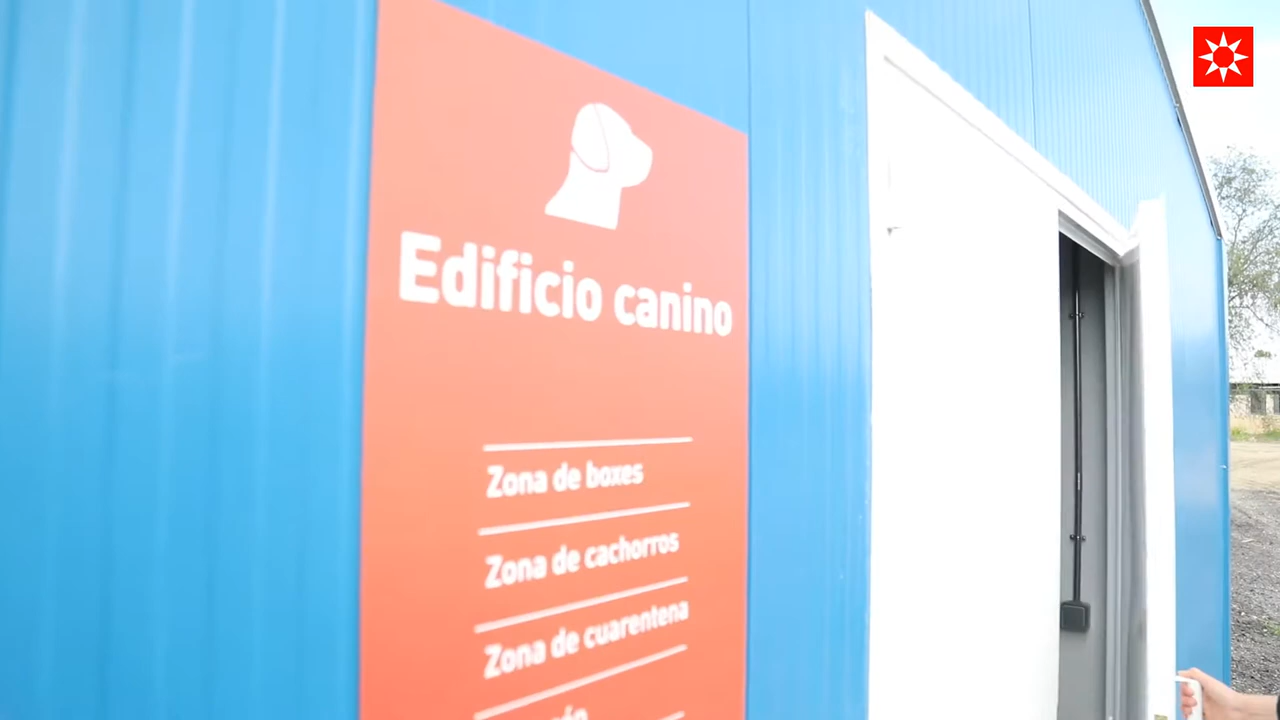 Edificio canino
Zona de boxes
Zona de cachorros
Zona de cuarentena